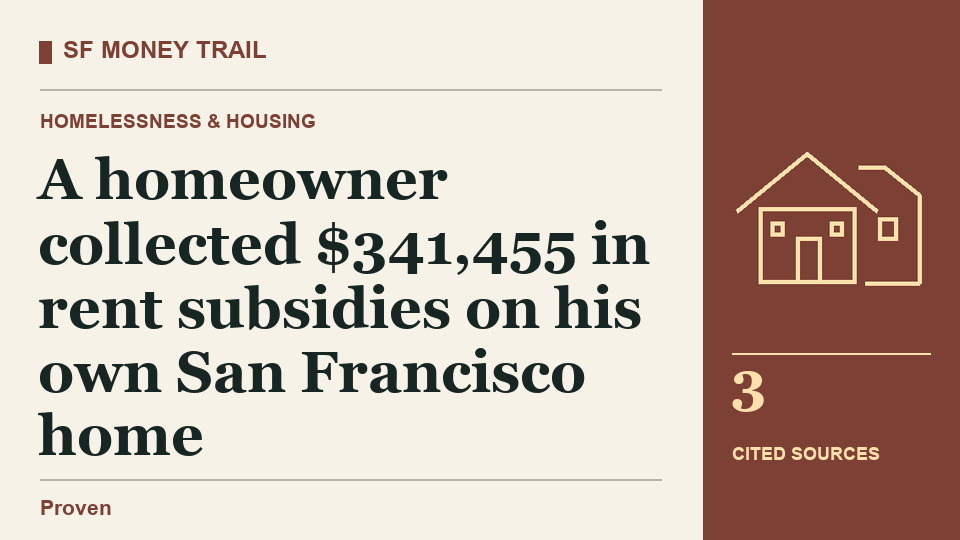 SF MONEY TRAIL
HOMELESSNESS & HOUSING
A homeowner
collected $341,455 in
rent subsidies on his
own San Francisco
home
Proven
3
CITED SOURCES